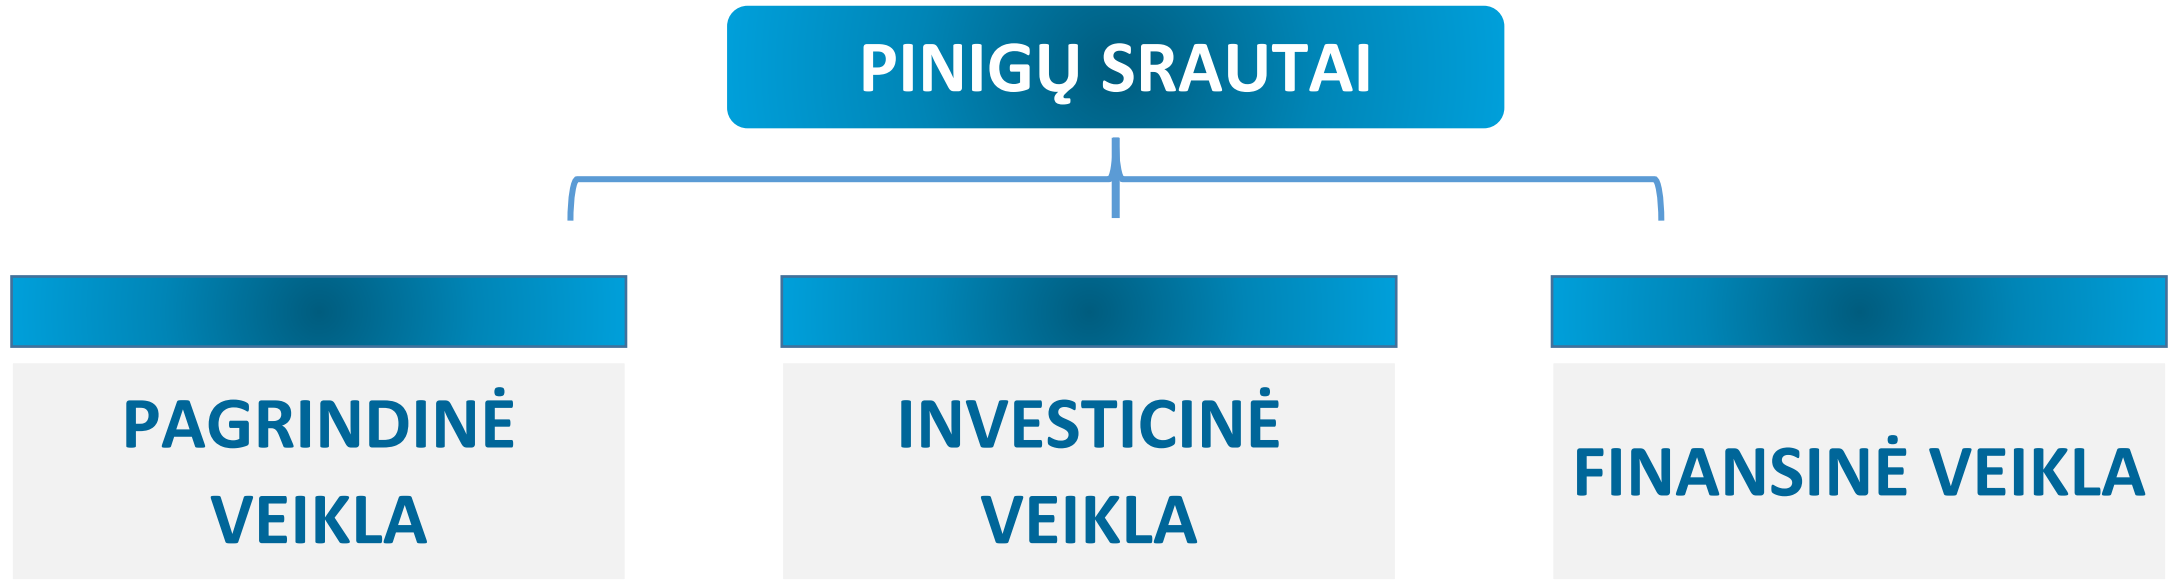 PINIGŲ SRAUTAI
PAGRINDINĖ
VEIKLA
INVESTICINĖ
VEIKLA
FINANSINĖ VEIKLA